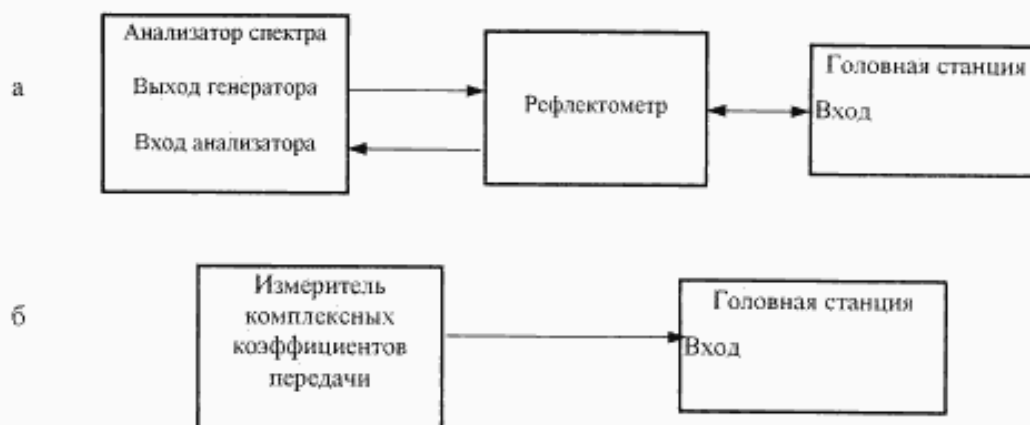 а
Анализатор спектра
Выход генератора
Вход анализатора
Рефлектометр
Головная станция
Вход
б
Измеритель
комплексных
коэффициентов
передачи
Головная станция
Вход